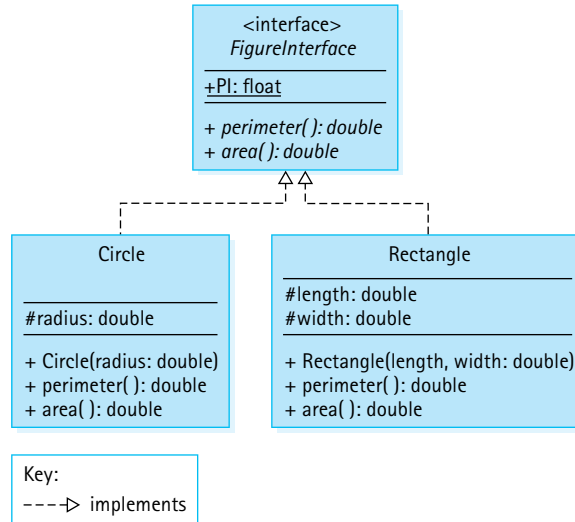 <interface>
FigureInterface
+PI: float
+ perimeter( ): double
+ area( ): double
Circle
#radius: double
+ Circle(radius: double)
+ perimeter( ): double
+ area( ): double
Rectangle
#length: double
#width: double
+ Rectangle(length, width: double)
+ perimeter( ): double
+ area( ): double
Key:
implements